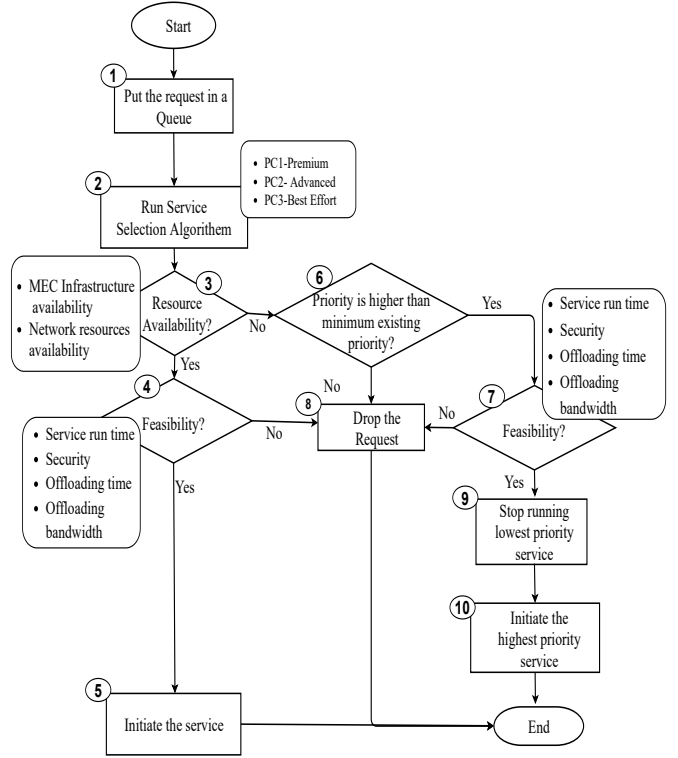 Start
1
Put the request in a
Queue
• PC1-Premium
• PC2- Advanced
• PC3-Best Effort
2
Run Service
Selection Algorithem
• MEC Infrastructure
availability
• Network resources
availability
3
Resource
Availability?
No
Yes
6
Priority is higher than
minimum existing
priority?
Yes
No
• Service run time
• Security
• Offloading time
• Offloading
bandwidth
4
Feasibility?
No
Yes
• Service run time
• Security
• Offloading time
• Offloading
bandwidth
8
Drop the
Request
7
Feasibility?
No
Yes
9
Stop running
lowest priority
service
10
Initiate the
highest priority
service
5
Initiate the service
End